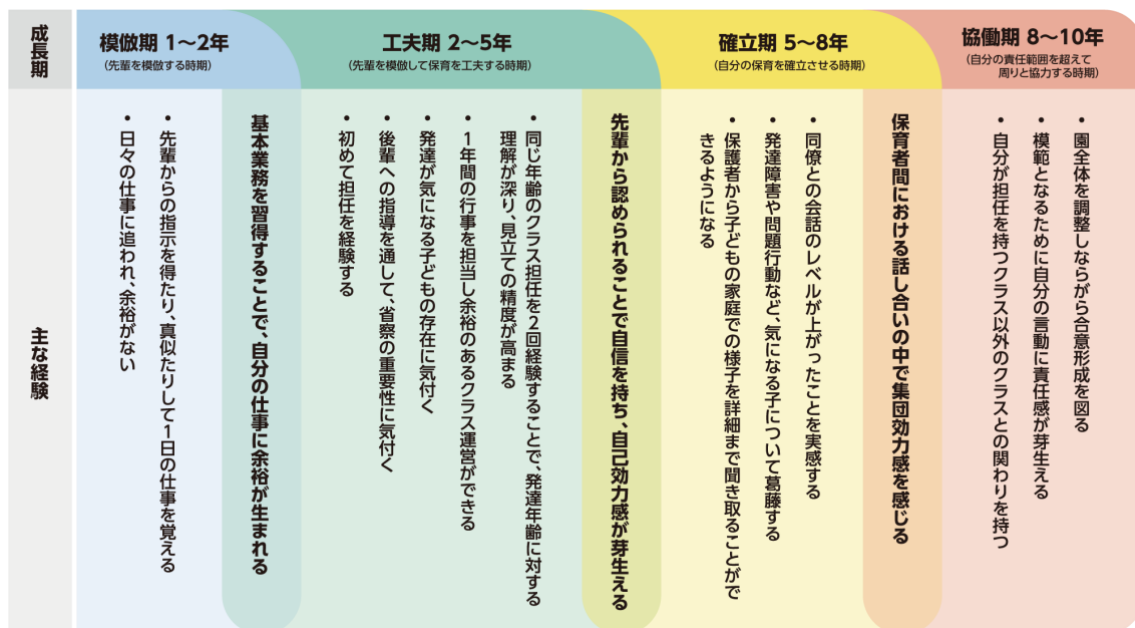 成長期
模倣期 1〜2年
(先輩を模倣する時期)
工夫期 2〜5年
(先輩を模倣して保育を工夫する時期)
確立期 5〜8年
(自分の保育を確立させる時期)
協働期 8〜10年
(自分の責任範囲を超えて
周りと協力する時期)
主な経験
• 先輩からの指示を得たり、真似たりして1日の仕事を覚える
• 日々の仕事に追われ、余裕がない
基本業務を習得することで、自分の仕事に余裕が生まれる
• 同じ年齢のクラス担任を2回経験することで、発達年齢に対する
理解が深り、見立ての精度が高まる
• 1年間の行事を担当し余裕のあるクラス運営ができる
• 発達が気になる子どもの存在に気付く
• 後輩への指導を通して、省察の重要性に気付く
• 初めて担任を経験する
先輩から認められることで自信を持ち、自己効力感が芽生える
• 同僚との会話のレベルが上がったことを実感する
• 発達障害や問題行動など、気になる子について葛藤する
• 保護者から子どもの家庭での様子を詳細まで聞き取ることがで
きるようになる
保育者間における話し合いの中で集団効力感を感じる
• 園全体を調整しながら合意形成を図る
• 模範となるために自分の言動に責任感が芽生える
• 自分が担任を持つクラス以外のクラスとの関わりを持つ